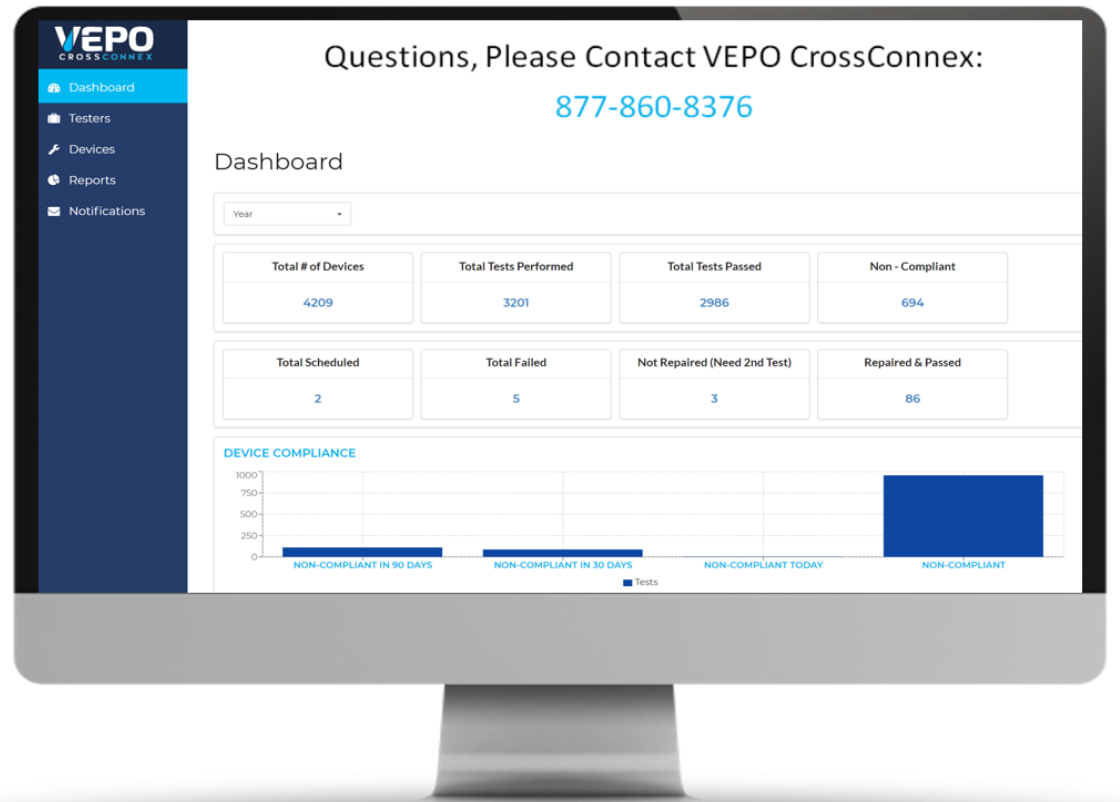 VEPO
CROSSCONNEX
Dashboard
Testers
Devices
Reports
Notifications
Questions, Please Contact VEPO CrossConnex:
877-860-8376
Dashboard
Year
Total # of Devices
4209
Total Tests Performed
3201
Total Tests Passed
2986
Non - Compliant
694
Total Scheduled
2
Total Failed
5
Not Repaired (Need 2nd Test)
3
Repaired & Passed
86
DEVICE COMPLIANCE
1000
750
500
250
0
NON-COMPLIANT IN 90 DAYS
NON-COMPLIANT IN 30 DAYS
NON-COMPLIANT TODAY
NON-COMPLIANT
Tests